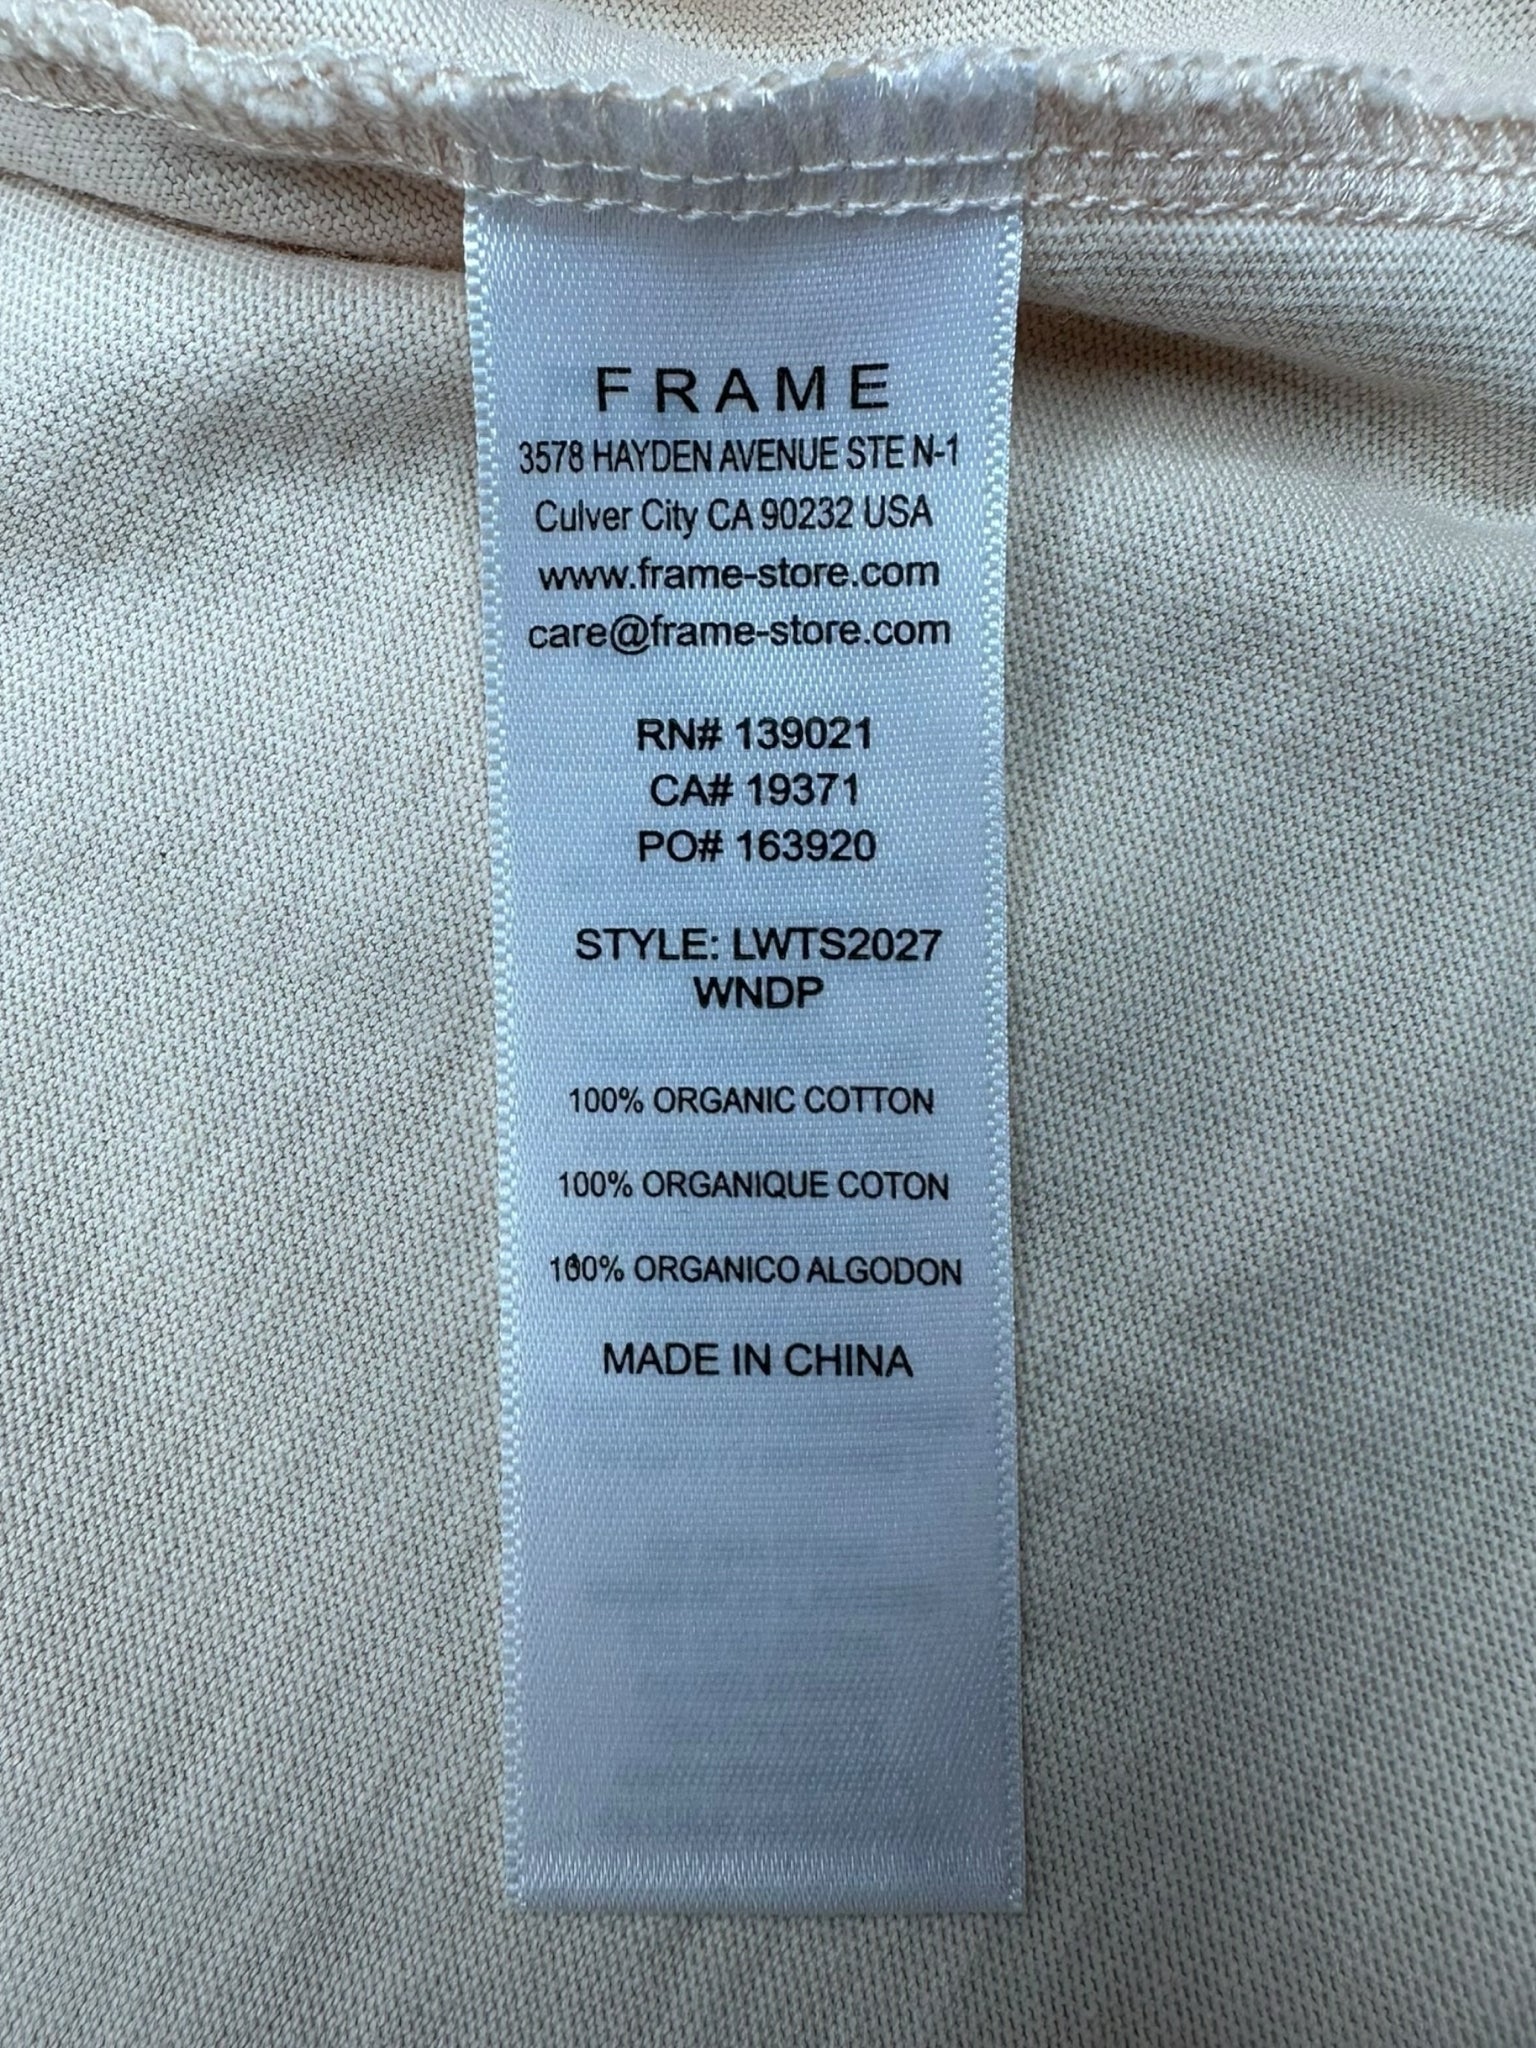 FRAME
3578 HAYDEN AVENUE STE N-1
Culver City CA 90232 USA
www.frame-store.com
care@frame-store.com
RN# 139021
CA# 19371
PO# 163920
STYLE: LWTS2027
WNDP
100% ORGANIC COTTON
100% ORGANIQUE COTON
100% ORGANICO ALGODON
MADE IN CHINA